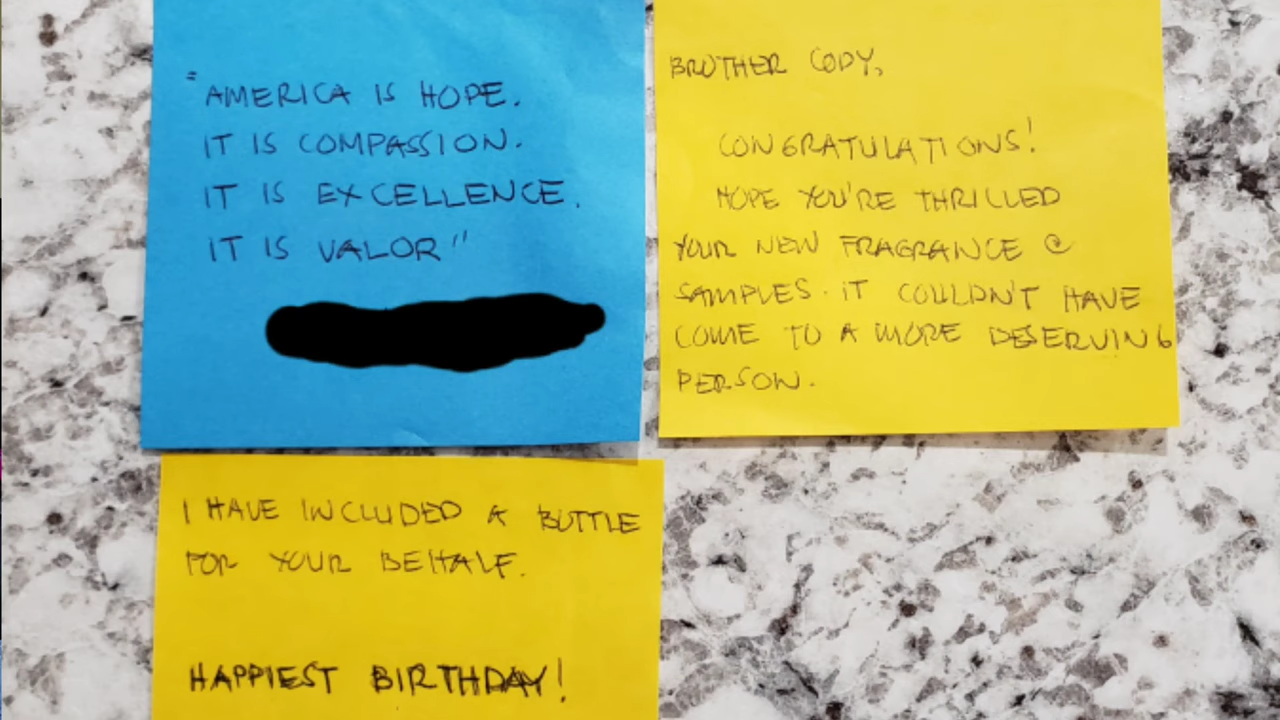 "AMERICA IS HOPE.
IT IS COMPASSION.
IT IS EXCELLENCE.
IT IS VALOR"
BROTHER CODY,
CONGRATULATIONS!
HOPE YOU'RE THRILLED
YOUR NEW FRAGRANCE @
SAMPLES. IT COULDN'T HAVE
COME TO A MORE DESERVING
PERSON.
I HAVE INCLUDED A BOTTLE
FOR YOUR BEHALF.
HAPPIEST BIRTHDAY!